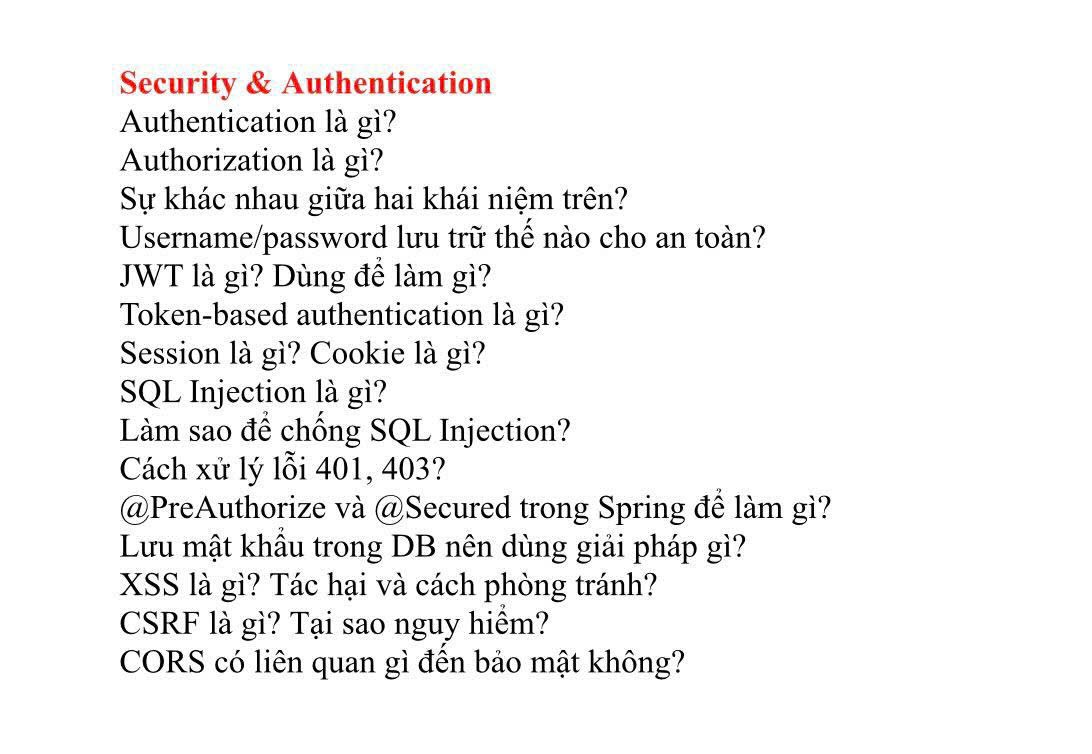 Security & Authentication
Authentication là gì?
Authorization là gì?
Sự khác nhau giữa hai khái niệm trên?
Username/password lưu trữ thế nào cho an toàn?
JWT là gì? Dùng để làm gì?
Token-based authentication là gì?
Session là gì? Cookie là gì?
SQL Injection là gì?
Làm sao để chống SQL Injection?
Cách xử lý lỗi 401, 403?
@PreAuthorize và @Secured trong Spring để làm gì?
Lưu mật khẩu trong DB nên dùng giải pháp gì?
XSS là gì? Tác hại và cách phòng tránh?
CSRF là gì? Tại sao nguy hiểm?
CORS có liên quan gì đến bảo mật không?